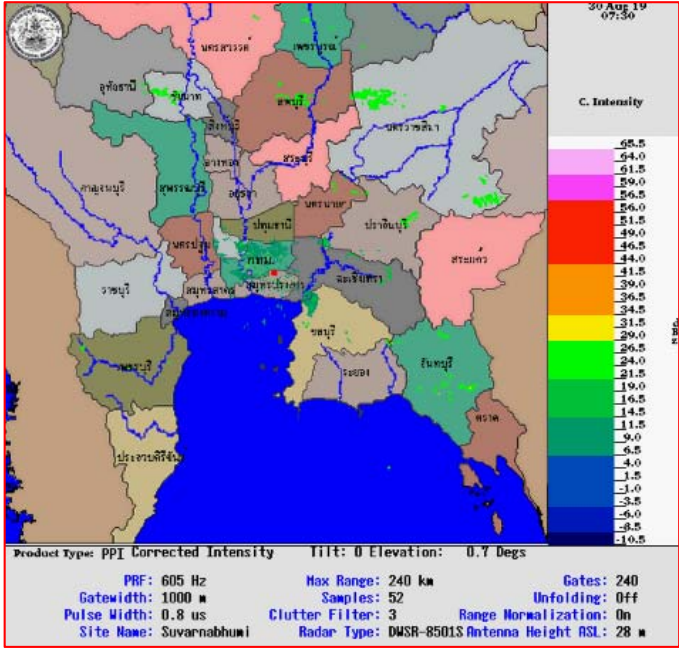 30 Aug 19
07:30
C. Intensity
นครสวรรค์
เพชรบูรณ์
อุทัยธานี
ชัยนาท
ลพบุรี
นครราชสีมา
สิงห์บุรี
อ่างทอง
สระบุรี
กาญจนบุรี
สุพรรณบุรี
อยุธยา
นครนายก
ปราจีนบุรี
ปทุมธานี
นครปฐม
กทม.
สระแก้ว
ราชบุรี
สมุทรสาคร
สมุทรปราการ
ฉะเชิงเทรา
ชลบุรี
เพชรบุรี
ระยอง
จันทบุรี
ตราด
ประจวบคีรีขันธ์
65.5
64.0
61.5
59.0
56.5
56.0
51.5
49.0
46.5
44.0
41.5
39.0
36.5
34.0
31.5
29.0
26.5
24.0
21.5
19.0
16.5
14.0
11.5
9.0
6.5
4.0
1.5
-1.0
-3.5
-6.0
-8.5
-10.5
Product Type: PPI Corrected Intensity Tilt: 0 Elevation: 0.7 Degs
PRF: 605 Hz Max Range: 240 km Gates: 240
Gatewidth: 1000 m Samples: 52 Unfolding: Off
Pulse Width: 0.8 us Clutter Filter: 3 Range Normalization: On
Site Name: Suvarnabhumi Radar Type: DWSR-8501S Antenna Height ASL: 28 m